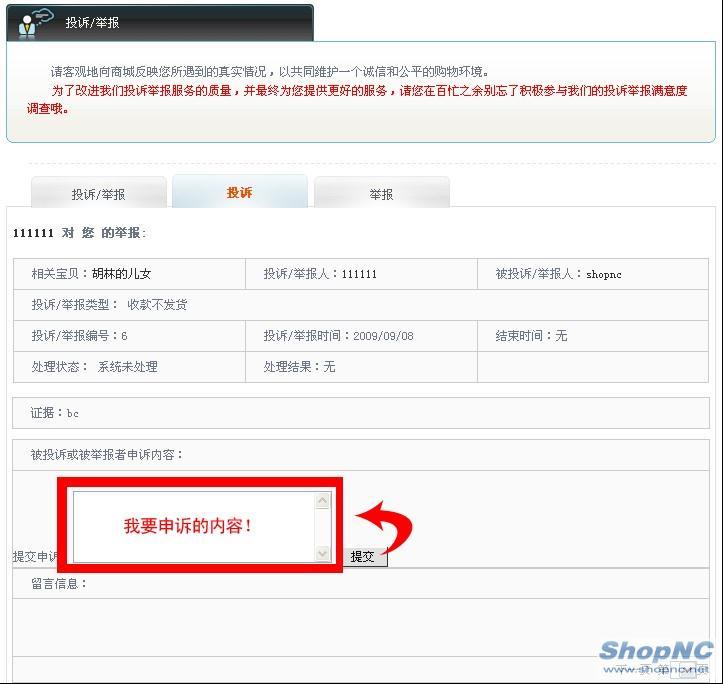 投诉/举报
请客观地向商城反映您所遇到的真实情况，以共同维护一个诚信和公平的购物环境。
为了改进我们投诉举报服务的质量，并最终为您提供更好的服务，请您在百忙之余别忘了积极参与我们的投诉举报满意度
调查哦。
投诉/举报 投诉 举报
111111 对 您 的举报:
相关宝贝：胡林的儿女 投诉/举报人：111111 被投诉/举报人：shopnc
投诉/举报类型： 收款不发货
投诉/举报编号：6 投诉/举报时间：2009/09/08 结束时间：无
处理状态： 系统未处理 处理结果：无
证据：bc
被投诉或被举报者申诉内容：
我要申诉的内容！
提交申诉 提交
留言信息：
ShopNC
www.shopnc.net